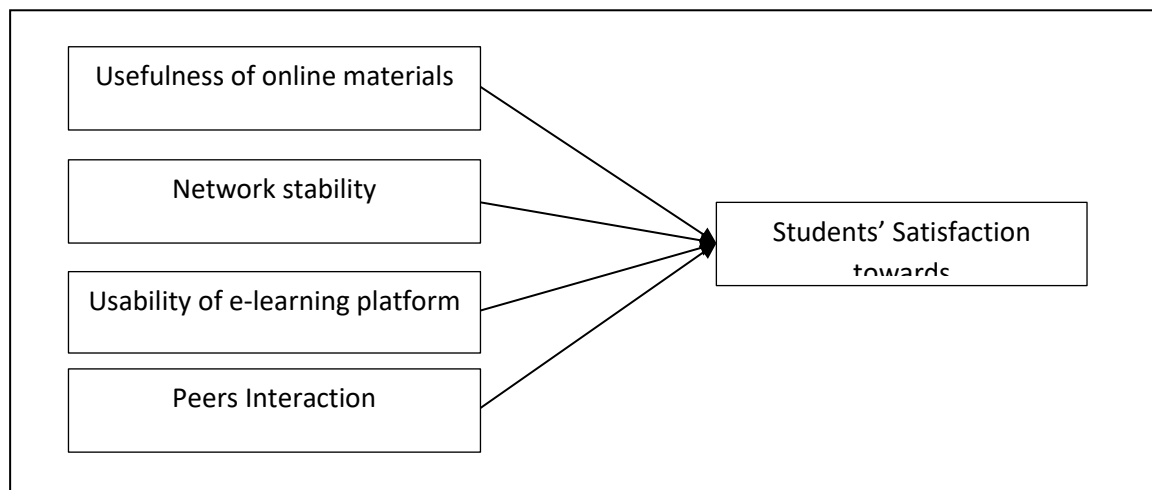 Usefulness of online materials
Network stability
Usability of e-learning platform
Peers Interaction
Students’ Satisfaction
towards